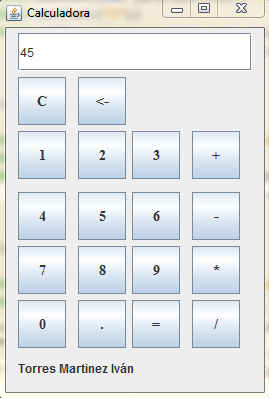 Calculadora
45
C <-
1 2 3 +
4 5 6 -
7 8 9 *
0 . = /
Torres Martinez Iván